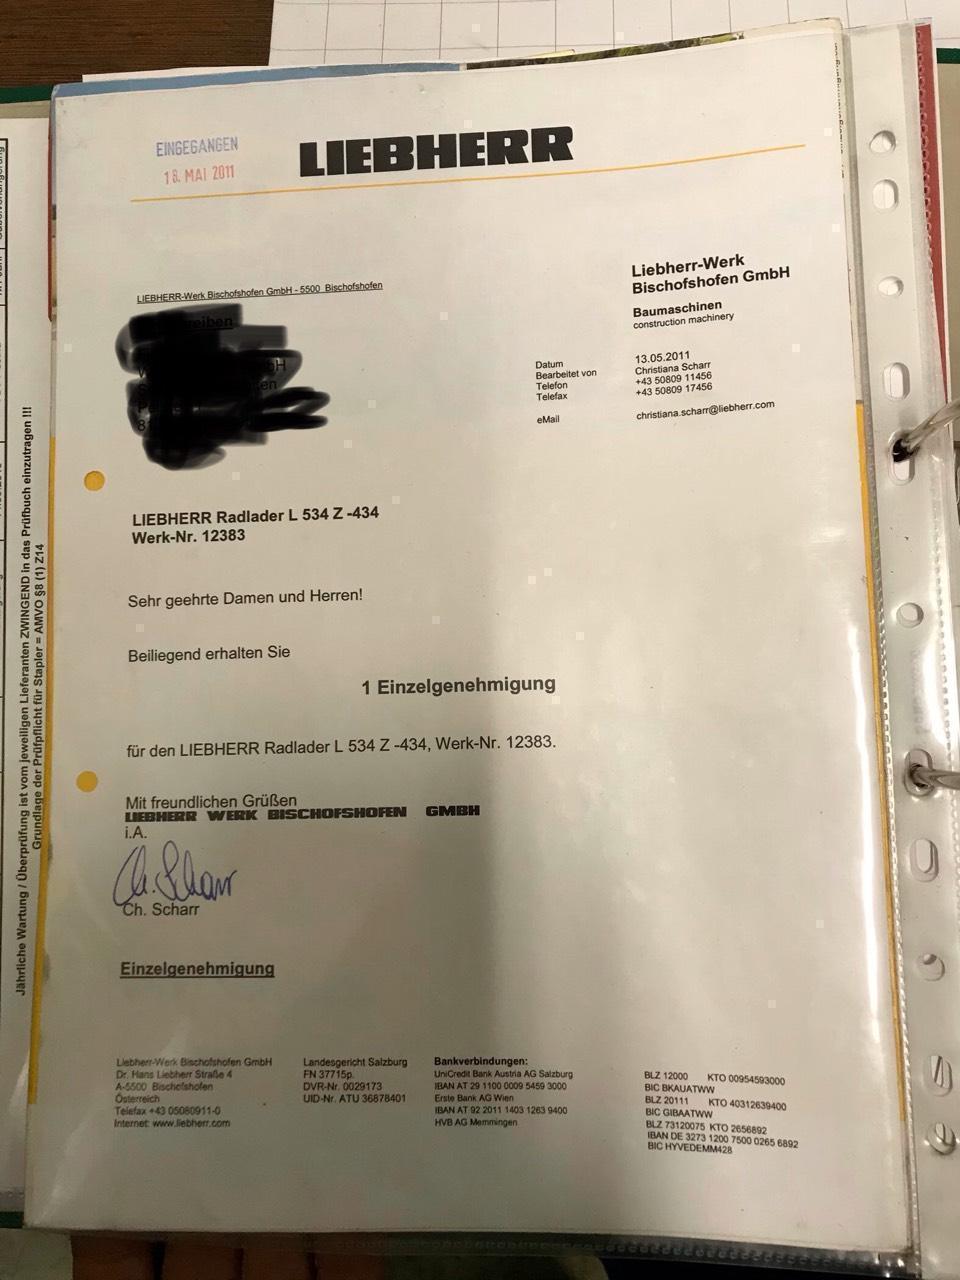 EINGEGANGEN
18. MAI 2011
LIEBHERR
LIEBHERR-Werk Bischofshofen GmbH - 5500 Bischofshofen
Liebherr-Werk
Bischofshofen GmbH
Baumaschinen
construction machinery
Datum 13.05.2011
Bearbeitet von Christiana Scharr
Telefon +43 50809 11456
Telefax +43 50809 17456
eMail christiana.scharr@liebherr.com
LIEBHERR Radlader L 534 Z -434
Werk-Nr. 12383
Sehr geehrte Damen und Herren!
Beiliegend erhalten Sie
1 Einzelgenehmigung
für den LIEBHERR Radlader L 534 Z -434, Werk-Nr. 12383.
Mit freundlichen Grüßen
LIEBHERR WERK BISCHOFSHOFEN GMBH
i.A.
Ch. Scharr
Ch. Scharr
Einzelgenehmigung
Liebherr-Werk Bischofshofen GmbH
Dr. Hans Liebherr Straße 4
A-5500 Bischofshofen
Österreich
Telefax +43 05080911-0
Internet: www.liebherr.com
Landesgericht Salzburg
FN 37715p.
DVR-Nr. 0029173
UID-Nr. ATU 36878401
Bankverbindungen:
UniCredit Bank Austria AG Salzburg
IBAN AT 29 1100 0009 5459 3000
Erste Bank AG Wien
IBAN AT 92 2011 1403 1263 9400
HVB AG Memmingen
BLZ 12000 KTO 00954593000
BIC BKAUATWW
BLZ 20111 KTO 40312639400
BIC GIBAATWW
BLZ 73120075 KTO 2656892
IBAN DE 3273 1200 7500 0265 6892
BIC HYVEDEMM428
Jährliche Wartung / Überprüfung ist vom jeweiligen Lieferanten ZWINGEND in das Prüfbuch einzutragen !!!
Grundlage der Prüfpflicht für Stapler = AMVO §8 (1) Z14